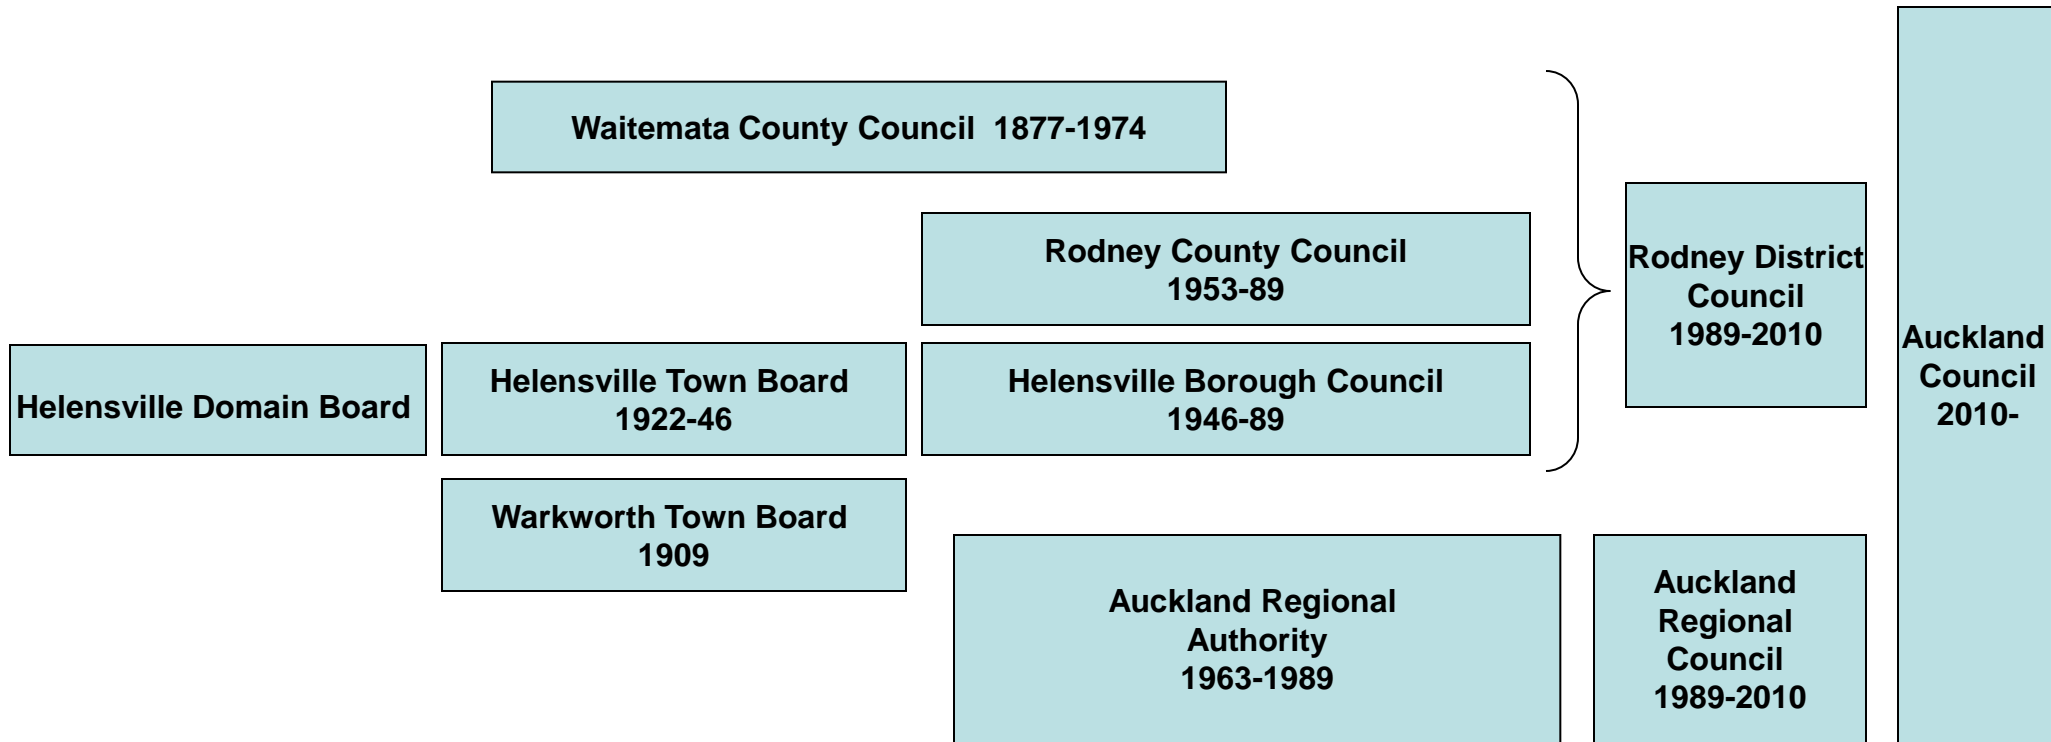 Waitemata County Council  1877-1974
Rodney County Council
1953-89
Rodney District
Council
1989-2010
Auckland
Council
2010-
Helensville Domain Board
Helensville Town Board
1922-46
Helensville Borough Council
1946-89
Warkworth Town Board
1909
Auckland Regional
Authority
1963-1989
Auckland
Regional
Council
1989-2010